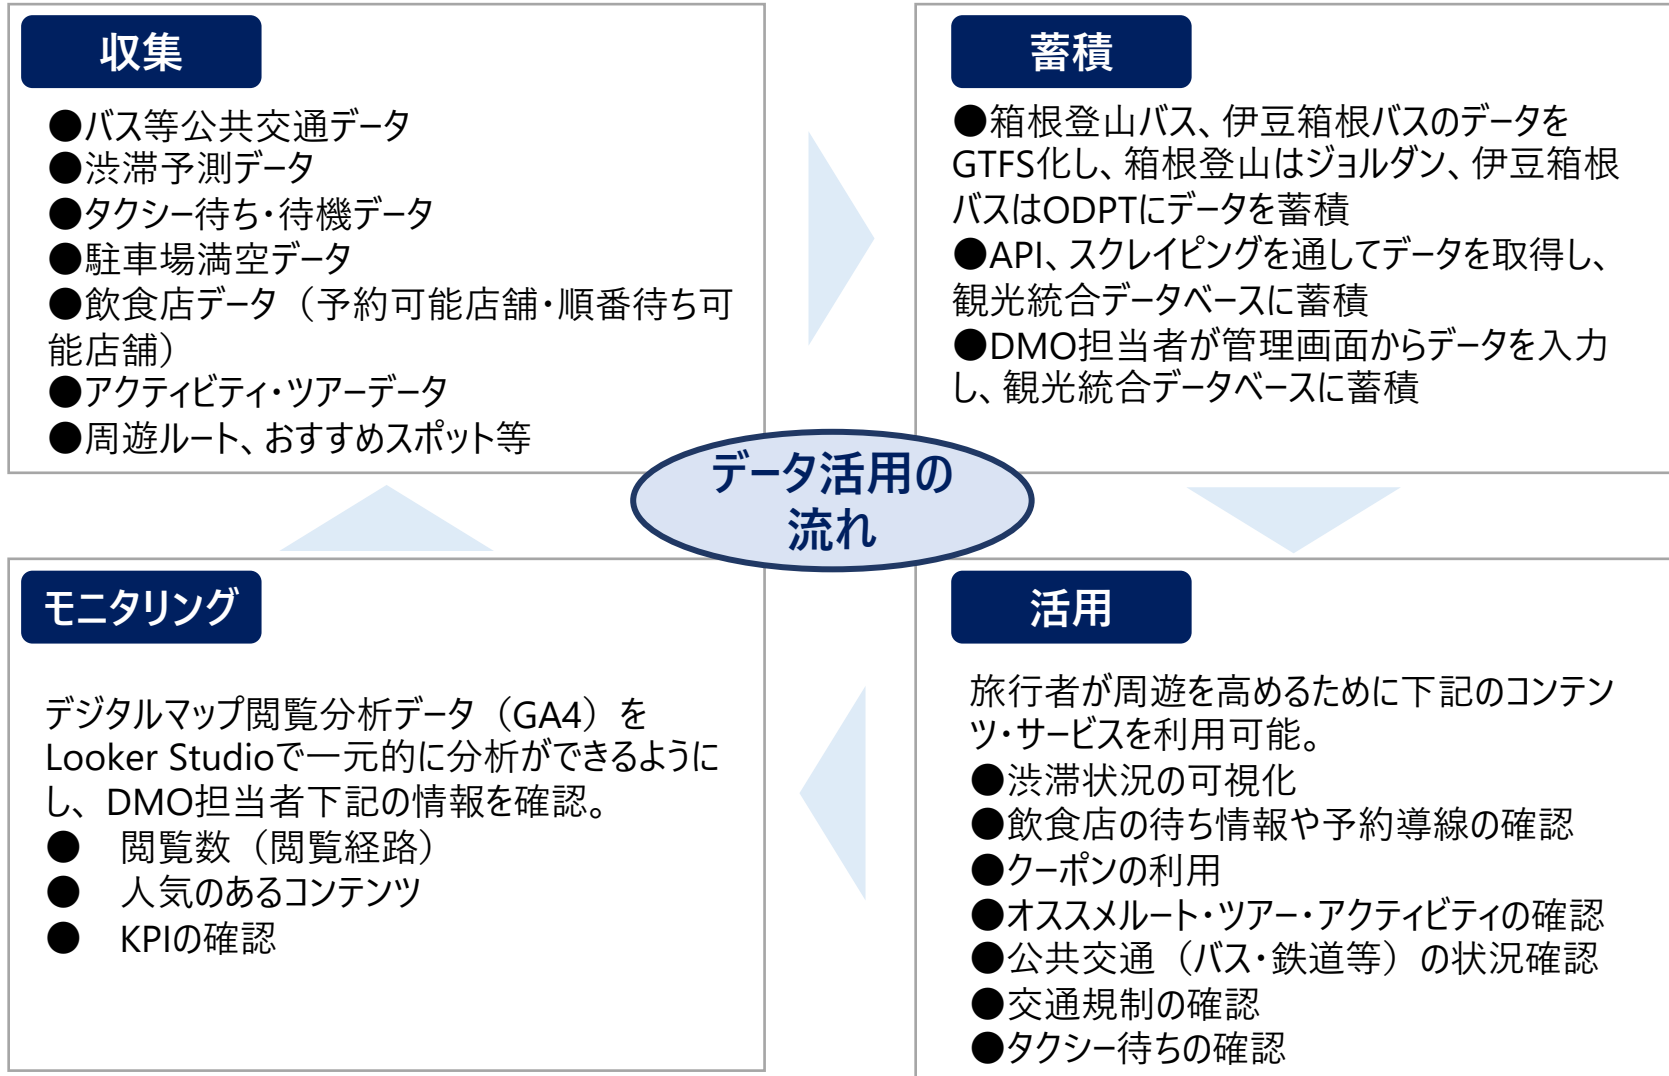 収集
●バス等公共交通データ
●渋滞予測データ
●タクシー待ち・待機データ
●駐車場満空データ
●飲食店データ（予約可能店舗・順番待ち可
能店舗）
●アクティビティ・ツアーデータ
●周遊ルート、おすすめスポット等
蓄積
●箱根登山バス、伊豆箱根バスのデータを
GTFS化し、箱根登山はジョルダン、伊豆箱根
バスはODPTにデータを蓄積
●API、スクレイピングを通してデータを取得し、
観光統合データベースに蓄積
●DMO担当者が管理画面からデータを入力
し、観光統合データベースに蓄積
データ活用の
流れ
モニタリング
デジタルマップ閲覧分析データ（GA4）を
Looker Studioで一元的に分析ができるように
し、DMO担当者下記の情報を確認。
●　閲覧数（閲覧経路）
●　人気のあるコンテンツ
●　KPIの確認
活用
旅行者が周遊を高めるために下記のコンテン
ツ・サービスを利用可能。
●渋滞状況の可視化
●飲食店の待ち情報や予約導線の確認
●クーポンの利用
●オススメルート・ツアー・アクティビティの確認
●公共交通（バス・鉄道等）の状況確認
●交通規制の確認
●タクシー待ちの確認